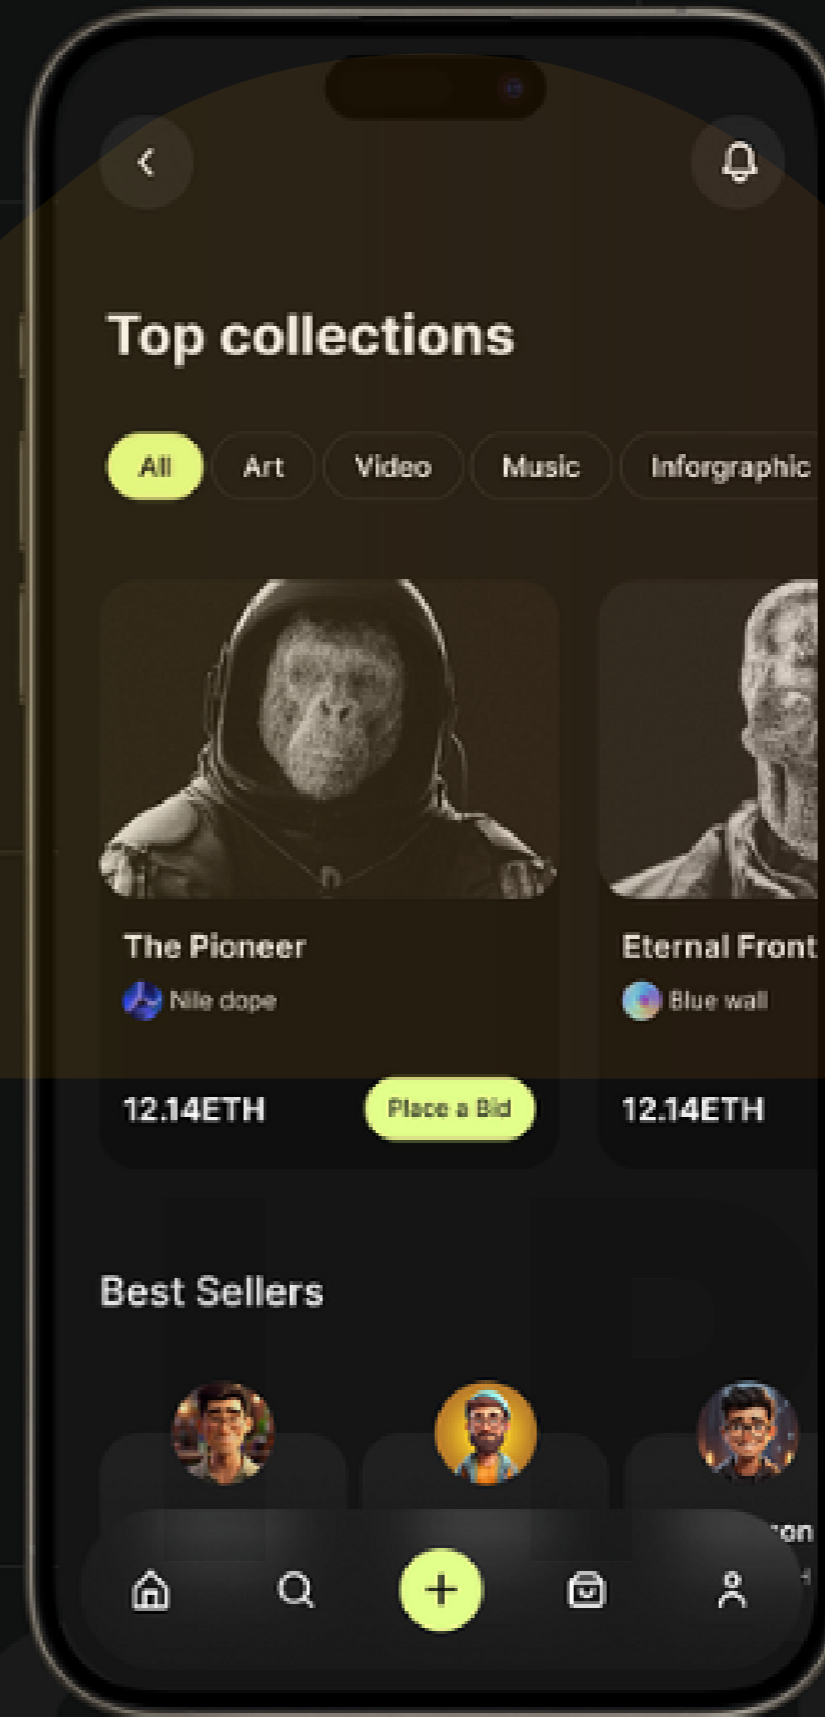 Top collections
All Art Video Music Inforgraphic
The Pioneer Eternal Front
Nile dope Blue wall
12.14ETH Place a Bid 12.14ETH
Best Sellers
on